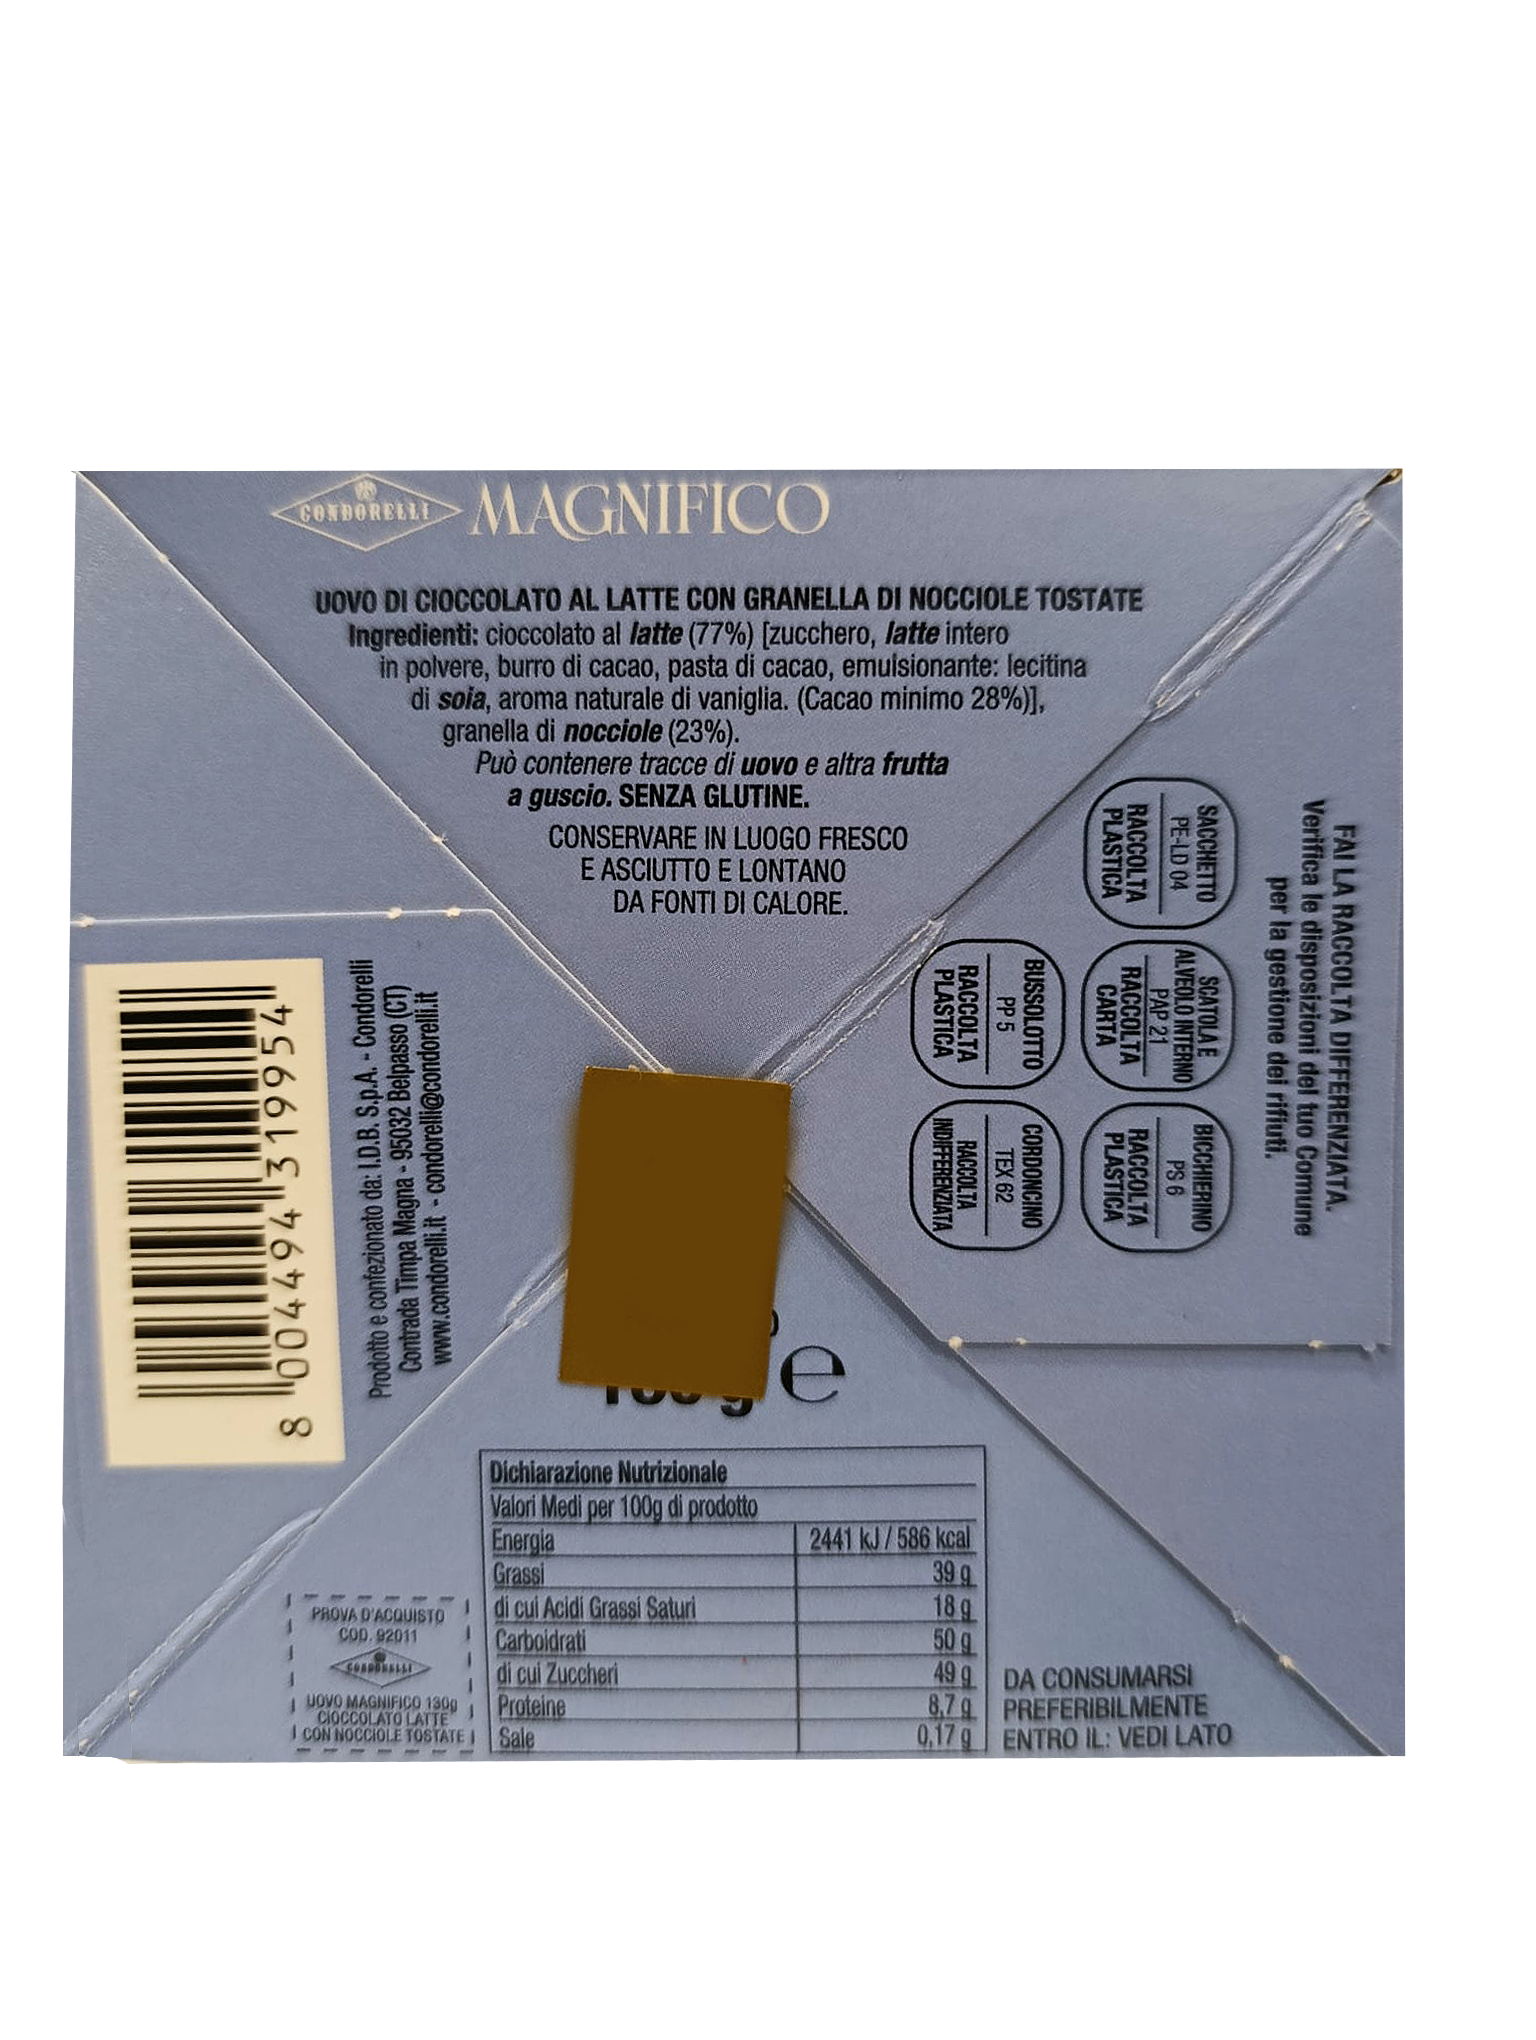 CONDORELLI MAGNIFICO
UOVO DI CIOCCOLATO AL LATTE CON GRANELLA DI NOCCIOLE TOSTATE
Ingredienti: cioccolato al latte (77%) [zucchero, latte intero
in polvere, burro di cacao, pasta di cacao, emulsionante: lecitina
di soia, aroma naturale di vaniglia. (Cacao minimo 28%)],
granella di nocciole (23%).
Può contenere tracce di uovo e altra frutta
a guscio. SENZA GLUTINE.
CONSERVARE IN LUOGO FRESCO
E ASCIUTTO E LONTANO
DA FONTI DI CALORE.
FAI LA RACCOLTA DIFFERENZIATA.
Verifica le disposizioni del tuo Comune
per la gestione dei rifiuti.
SACCHETTO
PE-LD 04
RACCOLTA
PLASTICA
SCATOLA E
ALVEOLO INTERNO
PAP 21
RACCOLTA
CARTA
BICCHIERINO
PS 6
RACCOLTA
PLASTICA
BUSSOLOTTO
PP 5
RACCOLTA
PLASTICA
CORDONCINO
TEX 62
RACCOLTA
INDIFFERENZIATA
8 004494 319954
Prodotto e confezionato da: I.D.B. S.p.A. - Condorelli
Contrada Timpa Magna - 95032 Belpasso (CT)
www.condorelli.it - condorelli@condorelli.it
g e
Dichiarazione Nutrizionale
Valori Medi per 100g di prodotto
Energia 2441 kJ / 586 kcal
Grassi 39 g
di cui Acidi Grassi Saturi 18 g
Carboidrati 50 g
di cui Zuccheri 49 g
Proteine 8,7 g
Sale 0,17 g
PROVA D'ACQUISTO
COD. 92011
CONDORELLI
UOVO MAGNIFICO 130g
CIOCCOLATO LATTE
CON NOCCIOLE TOSTATE
DA CONSUMARSI
PREFERIBILMENTE
ENTRO IL: VEDI LATO